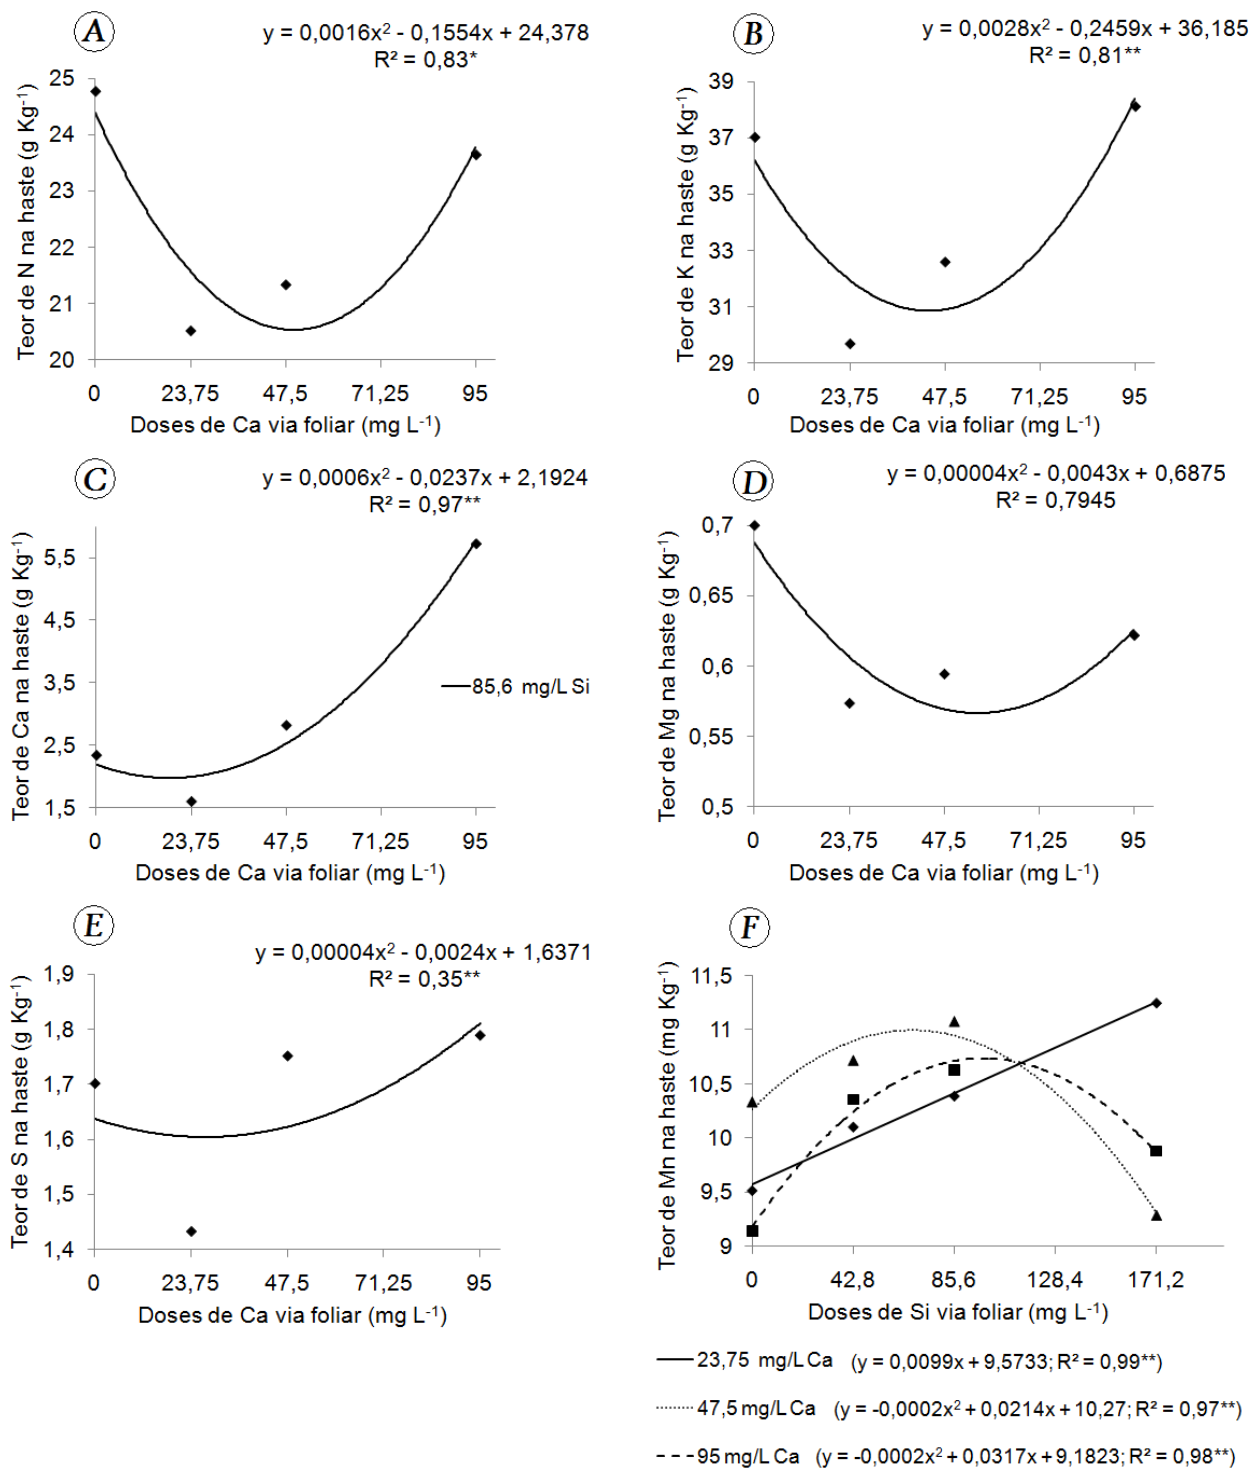 A
y = 0,0016x² - 0,1554x + 24,378
R² = 0,83*
Teor de N na haste (g Kg⁻¹)
25
24
23
22
21
20
0 23,75 47,5 71,25 95
Doses de Ca via foliar (mg L⁻¹)
B
y = 0,0028x² - 0,2459x + 36,185
R² = 0,81**
Teor de K na haste (g Kg⁻¹)
39
37
35
33
31
29
0 23,75 47,5 71,25 95
Doses de Ca via foliar (mg L⁻¹)
C
y = 0,0006x² - 0,0237x + 2,1924
R² = 0,97**
Teor de Ca na haste (g Kg⁻¹)
5,5
4,5
3,5
2,5
1,5
85,6 mg/L Si
0 23,75 47,5 71,25 95
Doses de Ca via foliar (mg L⁻¹)
D
y = 0,00004x² - 0,0043x + 0,6875
R² = 0,7945
Teor de Mg na haste (g Kg⁻¹)
0,7
0,65
0,6
0,55
0,5
0 23,75 47,5 71,25 95
Doses de Ca via foliar (mg L⁻¹)
E
y = 0,00004x² - 0,0024x + 1,6371
R² = 0,35**
Teor de S na haste (g Kg⁻¹)
1,9
1,8
1,7
1,6
1,5
1,4
0 23,75 47,5 71,25 95
Doses de Ca via foliar (mg L⁻¹)
F
Teor de Mn na haste (mg Kg⁻¹)
11,5
11
10,5
10
9,5
9
0 42,8 85,6 128,4 171,2
Doses de Si via foliar (mg L⁻¹)
23,75 mg/L Ca (y = 0,0099x + 9,5733; R² = 0,99**)
47,5 mg/L Ca (y = -0,0002x² + 0,0214x + 10,27; R² = 0,97**)
95 mg/L Ca (y = -0,0002x² + 0,0317x + 9,1823; R² = 0,98**)